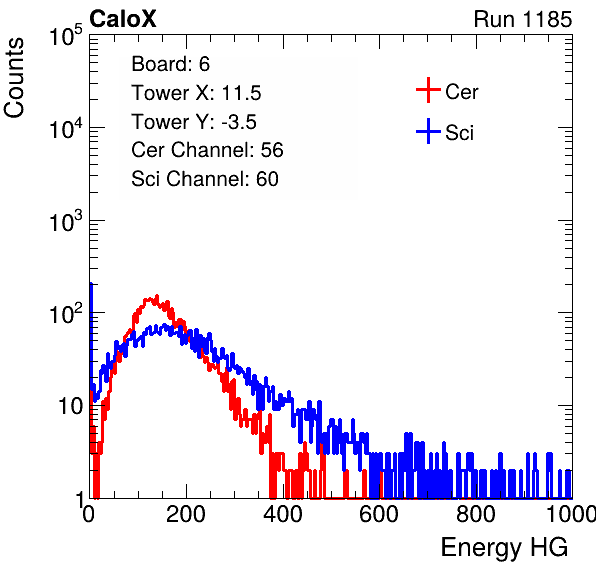 CaloX Run 1185
Counts
10^5
10^4
10^3
10^2
10
1
Board: 6
Tower X: 11.5
Tower Y: -3.5
Cer Channel: 56
Sci Channel: 60
Cer
Sci
0 200 400 600 800 1000
Energy HG